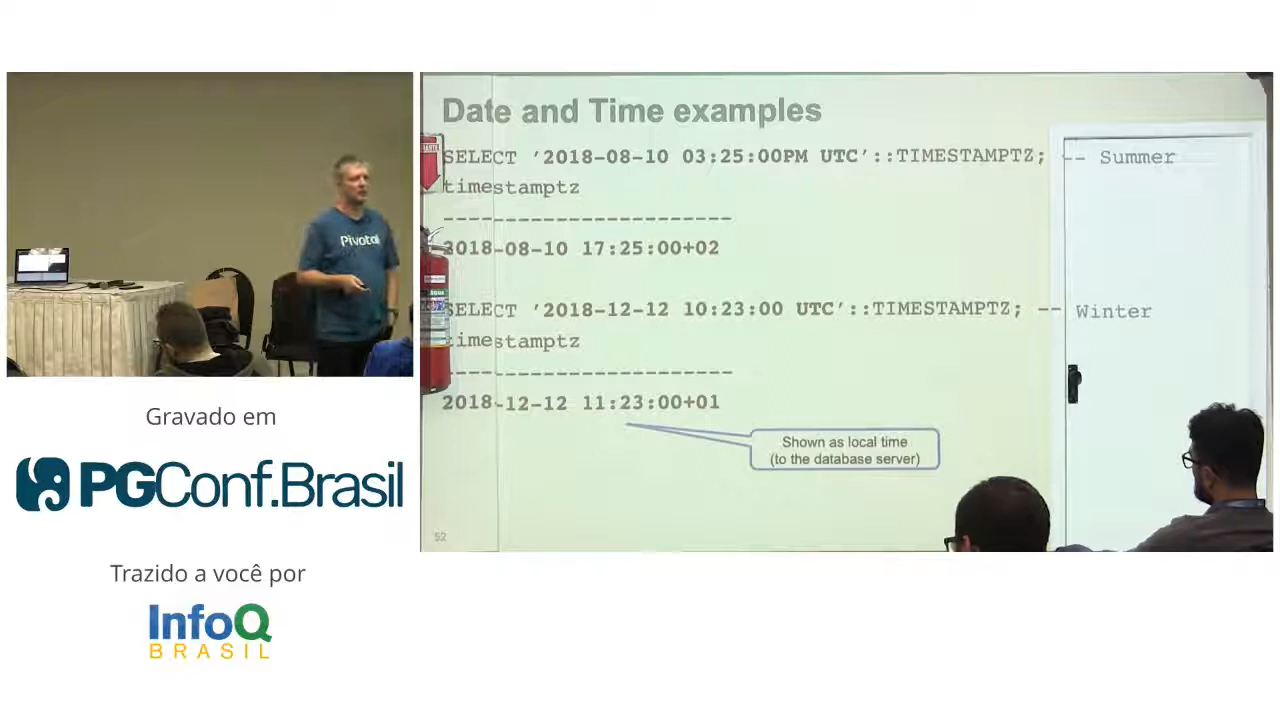 Pivotal
Gravado em
PGConf.Brasil
Trazido a você por
InfoQ
BRASIL
Date and Time examples
SELECT '2018-08-10 03:25:00PM UTC'::TIMESTAMPTZ; -- Summer
timestamptz
-----------------------
2018-08-10 17:25:00+02
SELECT '2018-12-12 10:23:00 UTC'::TIMESTAMPTZ; -- Winter
timestamptz
-----------------------
2018-12-12 11:23:00+01
Shown as local time
(to the database server)
52